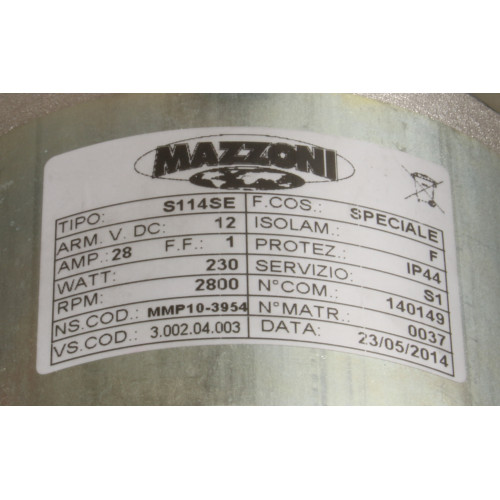 MAZZONI
TIPO: S114SE F.COS.: SPECIALE
ARM. V. DC: 12 ISOLAM.: F
AMP.: 28 F.F.: 1 PROTEZ.: IP44
WATT: 230 SERVIZIO: S1
RPM: 2800 N°COM.: 140149
NS.COD.: MMP10-3954 N°MATR.: 0037
VS.COD.: 3.002.04.003 DATA: 23/05/2014